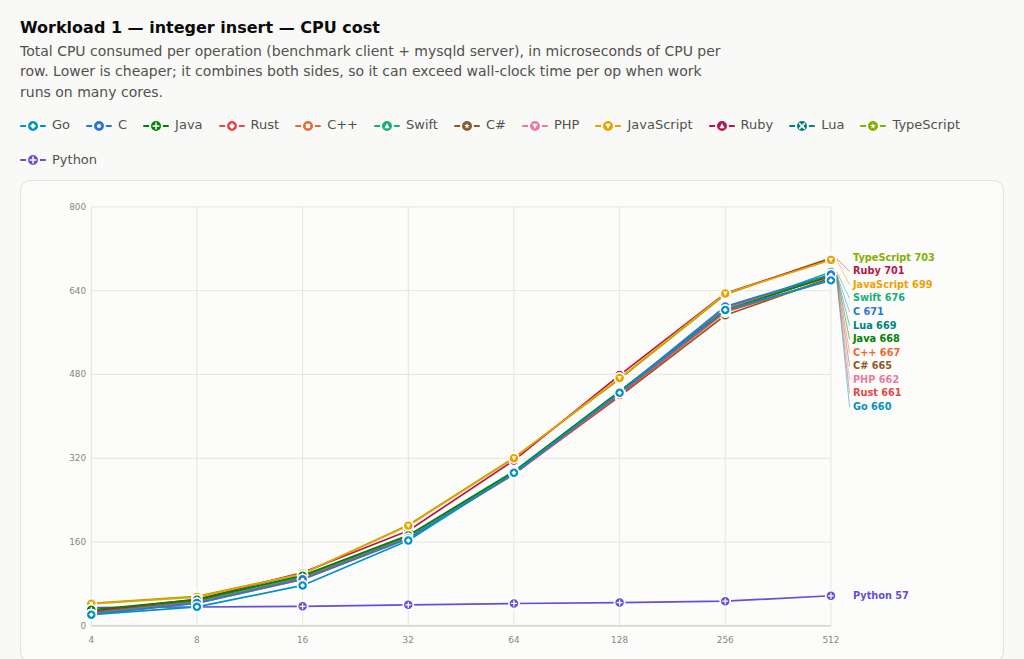 Workload 1 — integer insert — CPU cost
Total CPU consumed per operation (benchmark client + mysqld server), in microseconds of CPU per
row. Lower is cheaper; it combines both sides, so it can exceed wall-clock time per op when work
runs on many cores.
Go C Java Rust C++ Swift C# PHP JavaScript Ruby Lua TypeScript
Python
800
640
480
320
160
0
4 8 16 32 64 128 256 512
TypeScript 703
Ruby 701
JavaScript 699
Swift 676
C 671
Lua 669
Java 668
C++ 667
C# 665
PHP 662
Rust 661
Go 660
Python 57